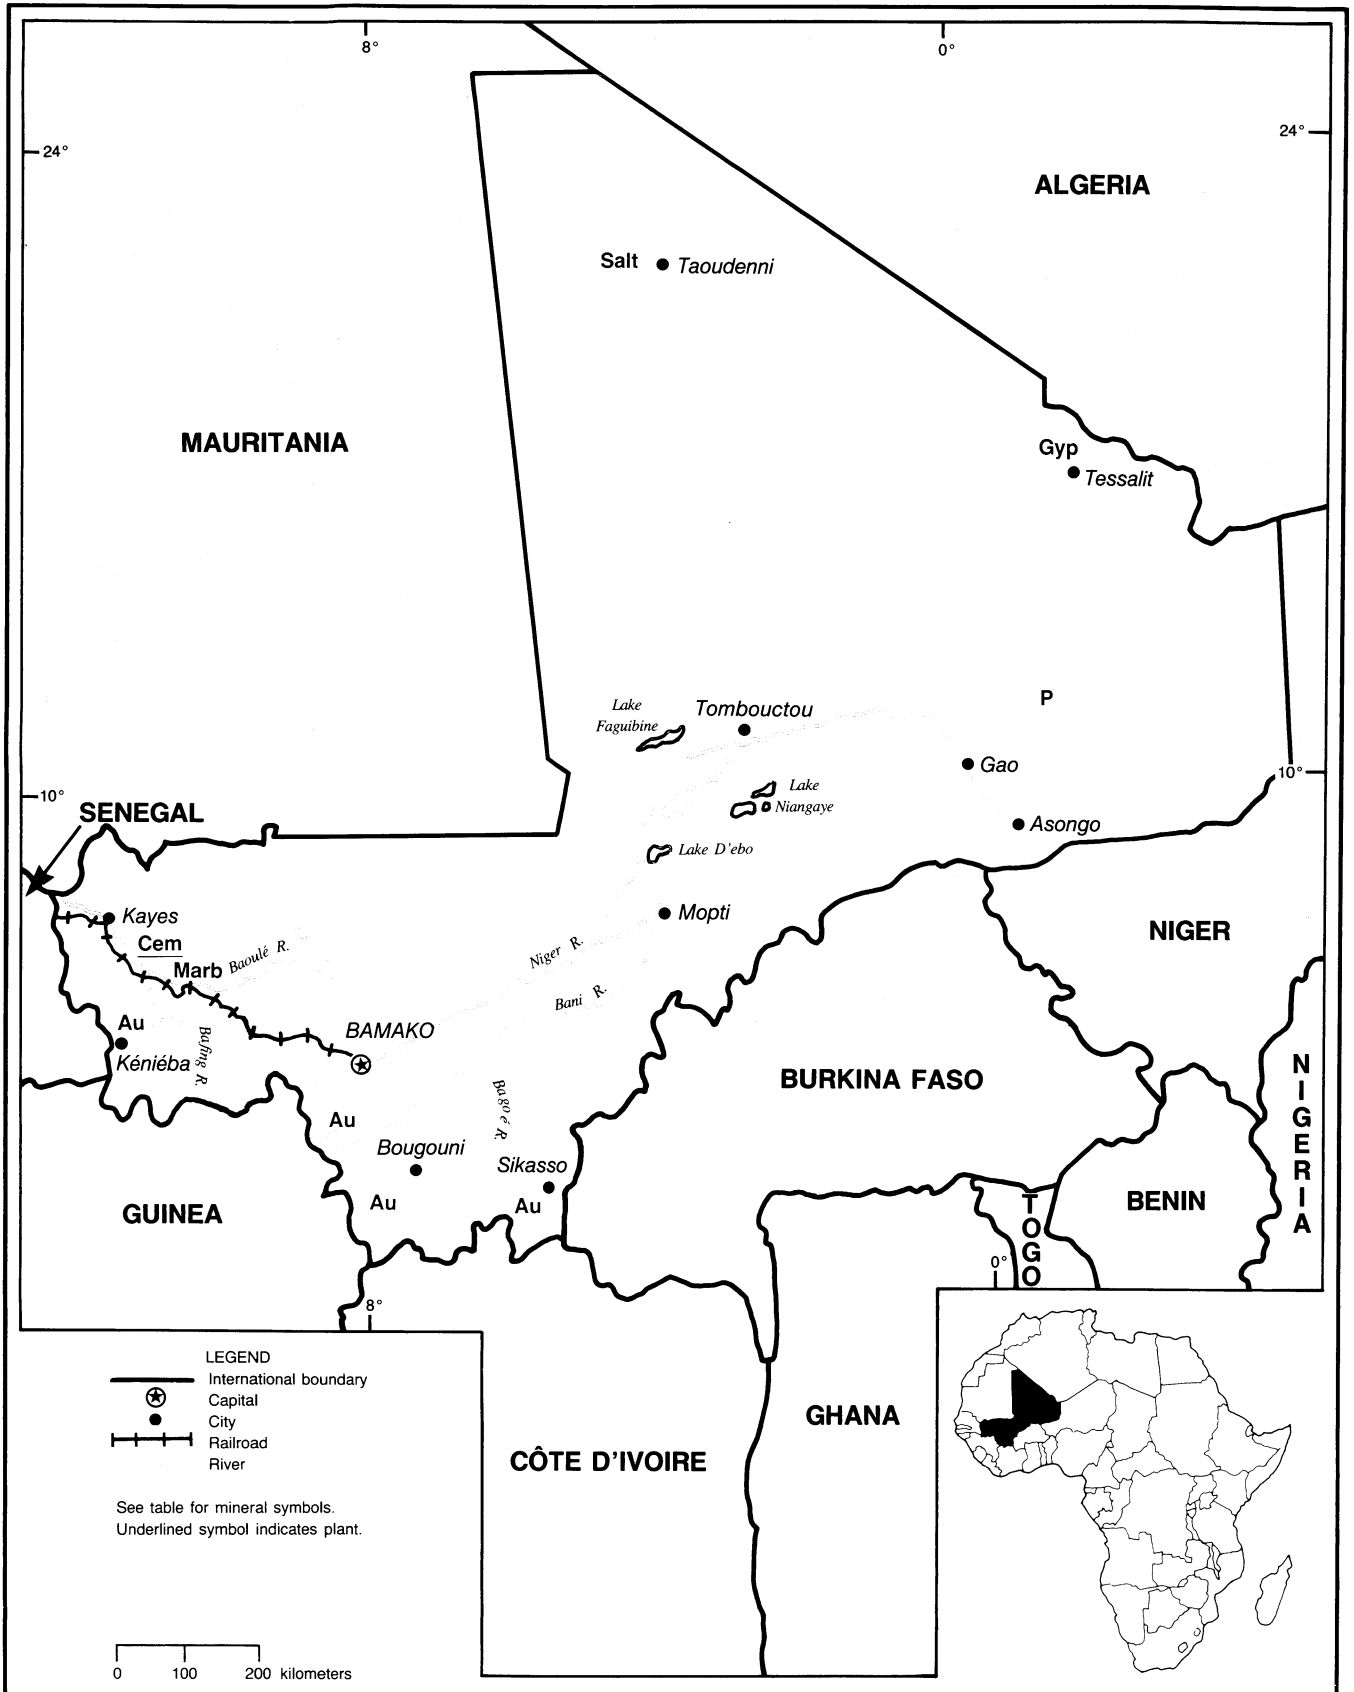 8°
0°
24°
24°
ALGERIA
Salt
Taoudenni
MAURITANIA
Gyp
Tessalit
P
Lake
Faguibine
Tombouctou
Gao
10°
10°
Lake
Niangaye
SENEGAL
Asongo
Lake D'ebo
Kayes
Mopti
NIGER
Cem
Marb
Baoulé R.
Niger R.
Bani R.
Au
Kéniéba
Bafing R.
BAMAKO
BURKINA FASO
NIGERIA
Au
Bagoé R.
Bougouni
Sikasso
Au
Au
GUINEA
TOGO
BENIN
0°
8°
LEGEND
International boundary
Capital
City
Railroad
River
GHANA
CÔTE D'IVOIRE
See table for mineral symbols.
Underlined symbol indicates plant.
0 100 200 kilometers